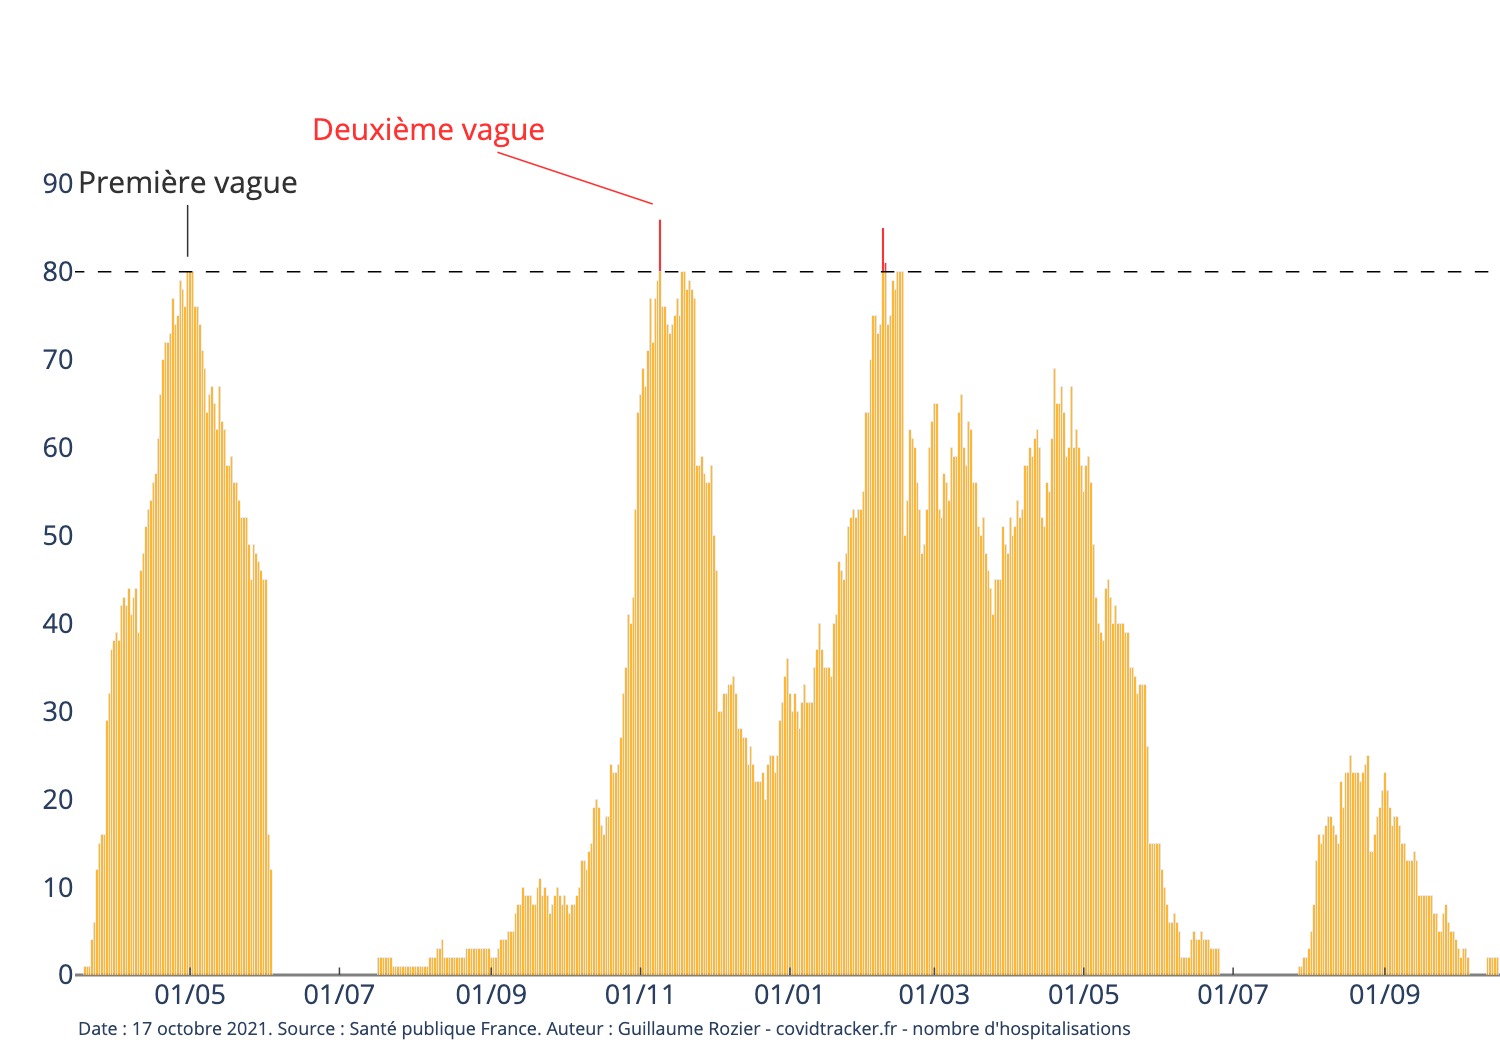 Deuxième vague
Première vague
90
80
70
60
50
40
30
20
10
0
01/05 01/07 01/09 01/11 01/01 01/03 01/05 01/07 01/09
Date : 17 octobre 2021. Source : Santé publique France. Auteur : Guillaume Rozier - covidtracker.fr - nombre d'hospitalisations